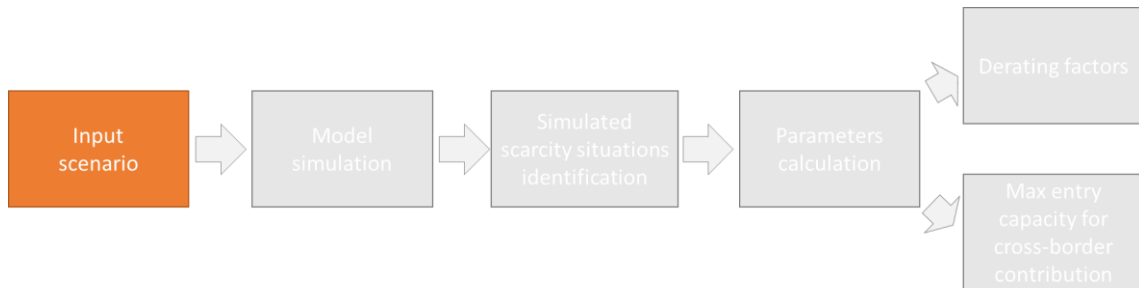 Input
scenario
Model
simulation
Simulated
scarcity situations
identification
Parameters
calculation
Derating factors
Max entry
capacity for
cross-border
contribution